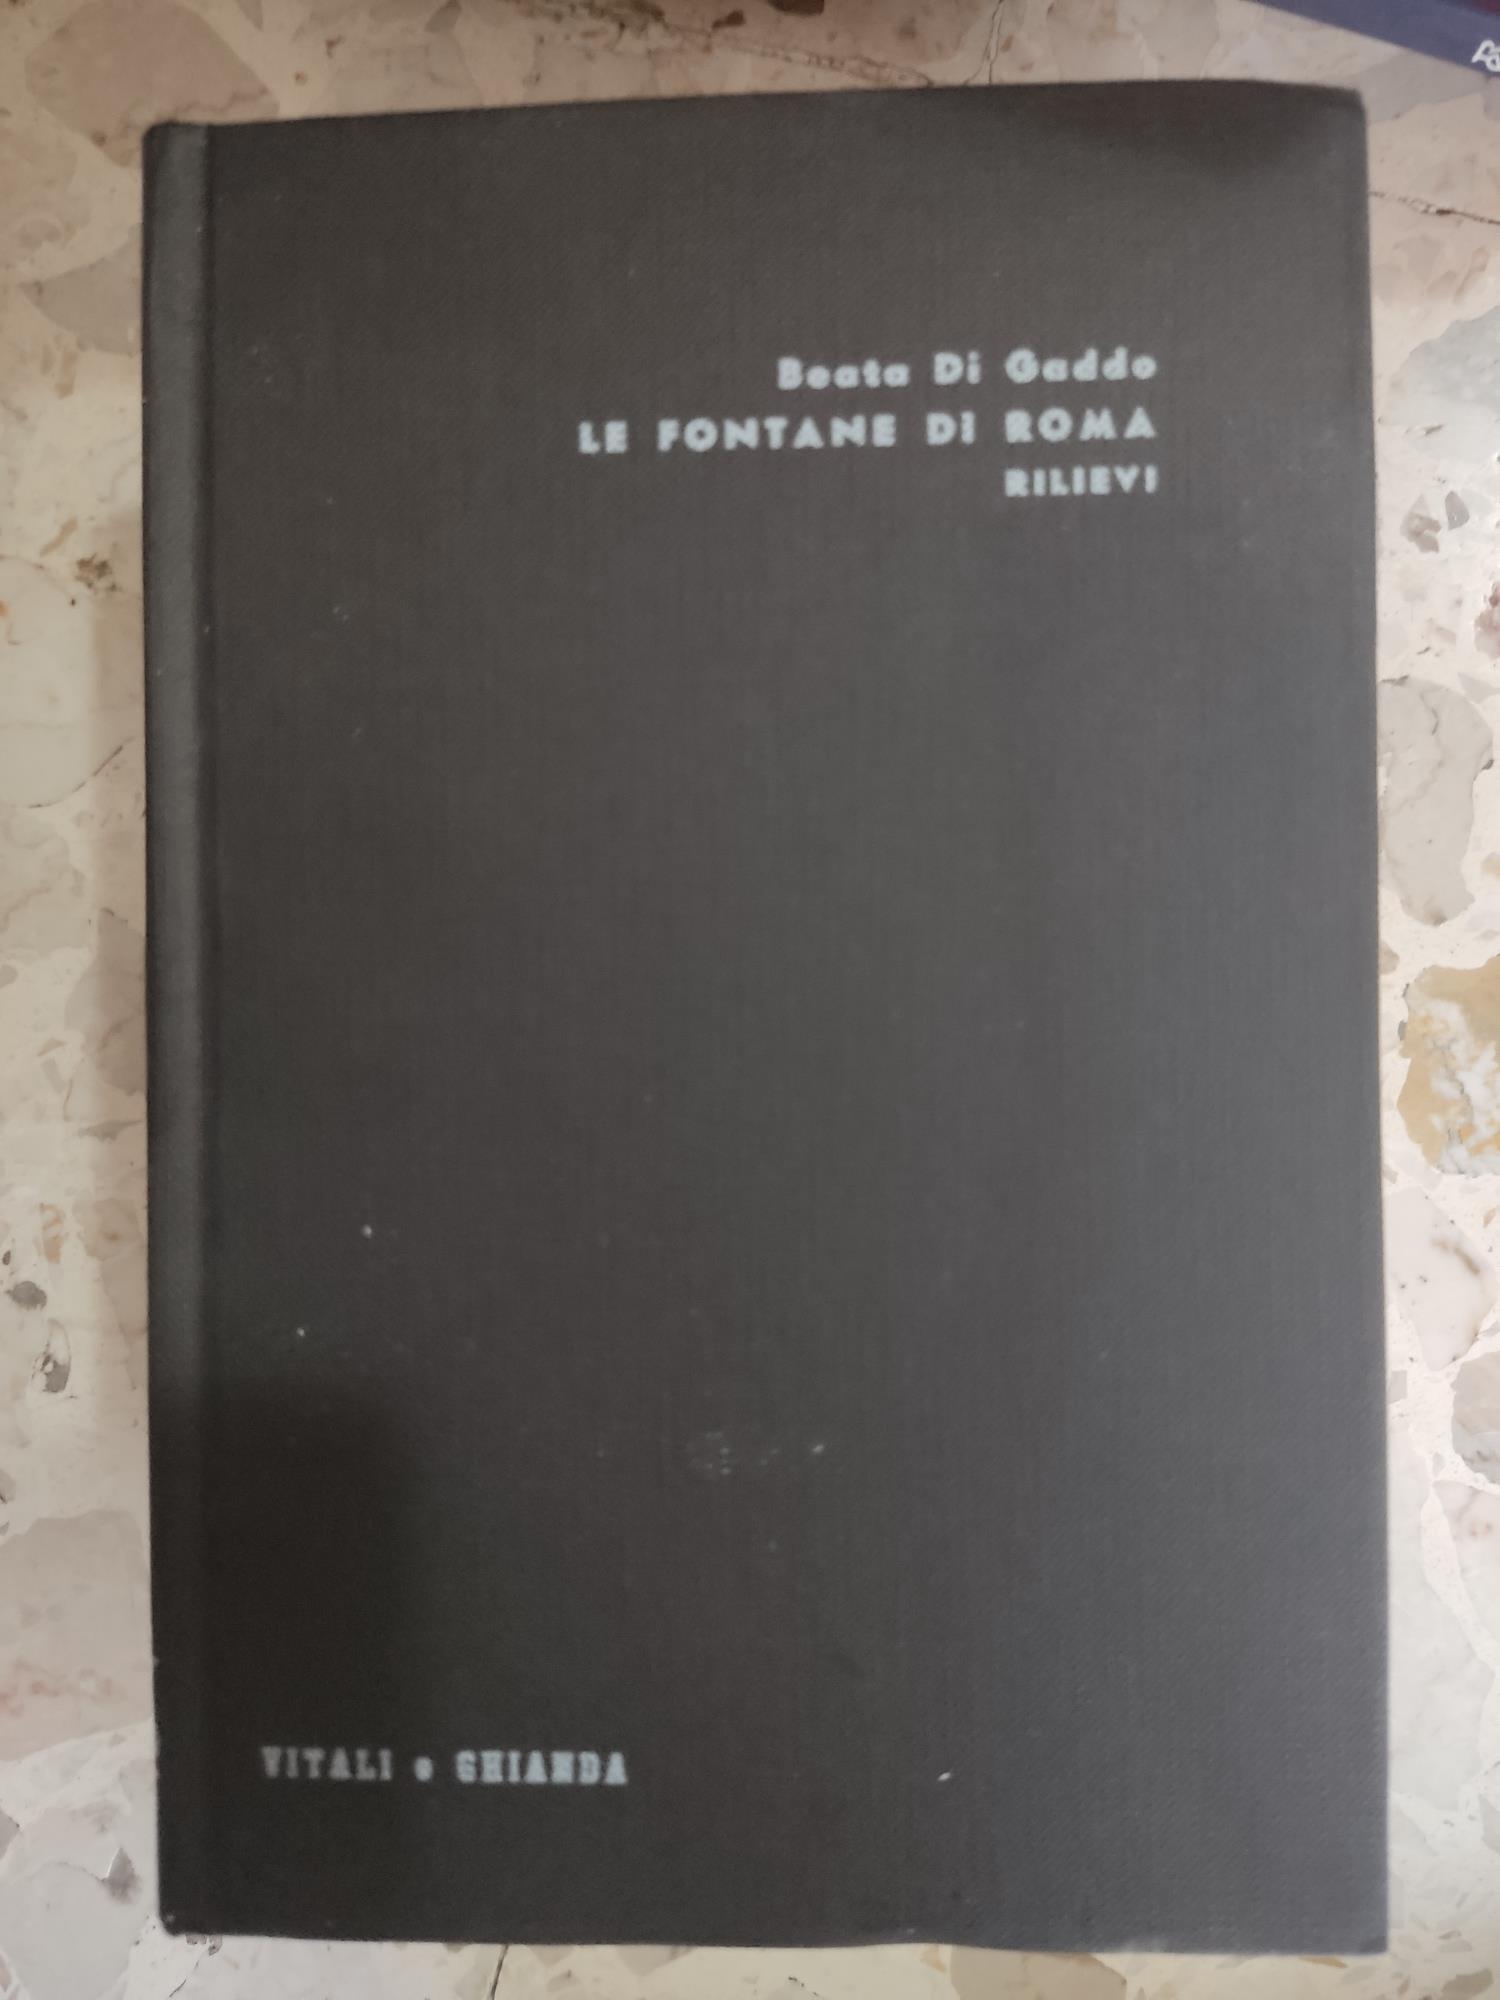 Beata Di Gaddo
LE FONTANE DI ROMA
RILIEVI
VITALI e GHIANDA